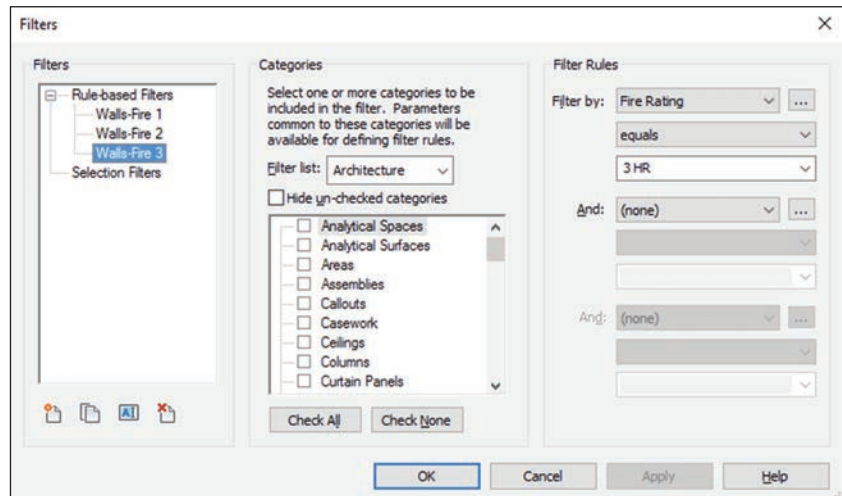 Filters
Filters
Rule-based Filters
Walls-Fire 1
Walls-Fire 2
Walls-Fire 3
Selection Filters
Categories
Select one or more categories to be
included in the filter.  Parameters
common to these categories will be
available for defining filter rules.
Filter list: Architecture
Hide un-checked categories
Analytical Spaces
Analytical Surfaces
Areas
Assemblies
Callouts
Casework
Ceilings
Columns
Curtain Panels
Check All Check None
Filter Rules
Filter by: Fire Rating ...
equals
3 HR
And: (none) ...
And: (none) ...
OK Cancel Apply Help